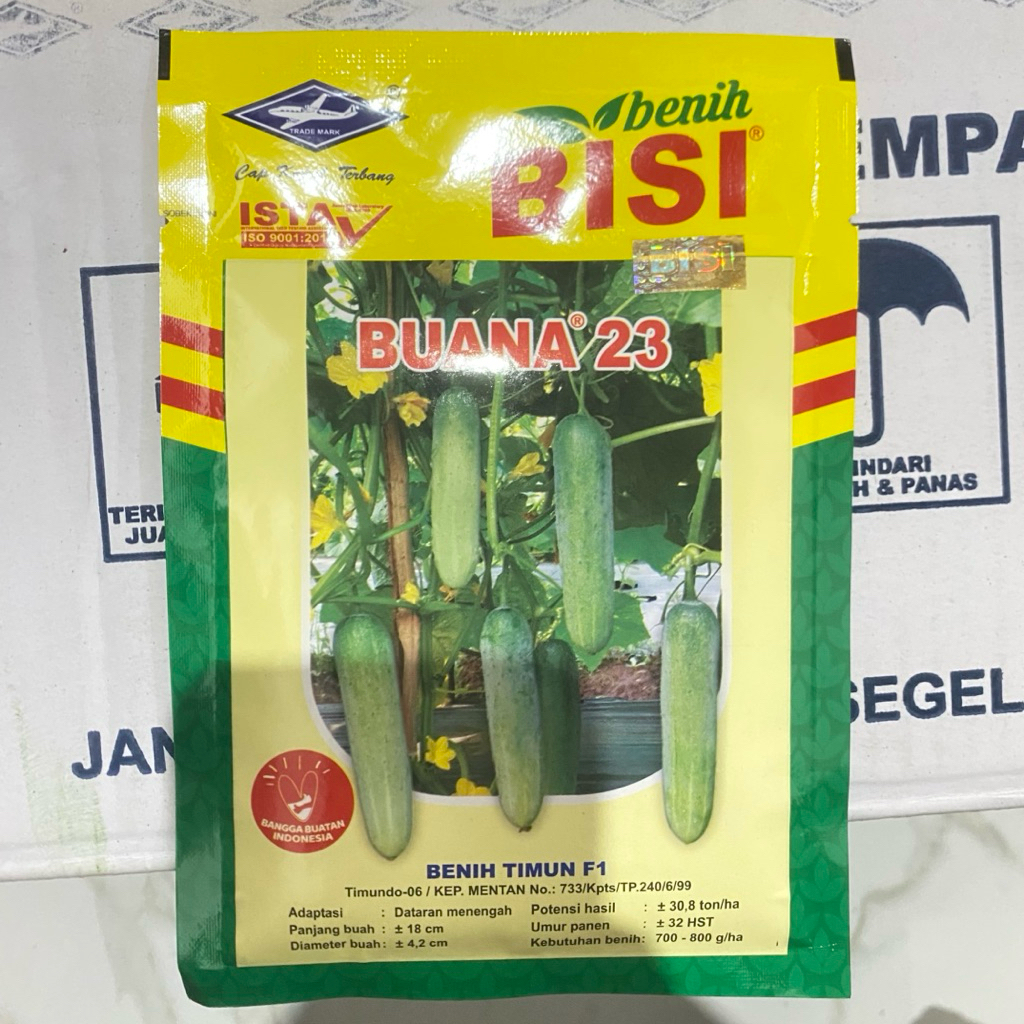 TRADE MARK
Cap Terbang
ISTA
ISO 9001:201
benih
BISI®
BISI
BUANA® 23
BANGGA BUATAN
INDONESIA
BENIH TIMUN F1
Timundo-06 / KEP. MENTAN No.: 733/Kpts/TP.240/6/99
Adaptasi : Dataran menengah
Panjang buah : ± 18 cm
Diameter buah : ± 4,2 cm
Potensi hasil : ± 30,8 ton/ha
Umur panen : ± 32 HST
Kebutuhan benih : 700 - 800 g/ha
EMPA
INDARI
H & PANAS
TERI
JUA
JAN
SEGEL